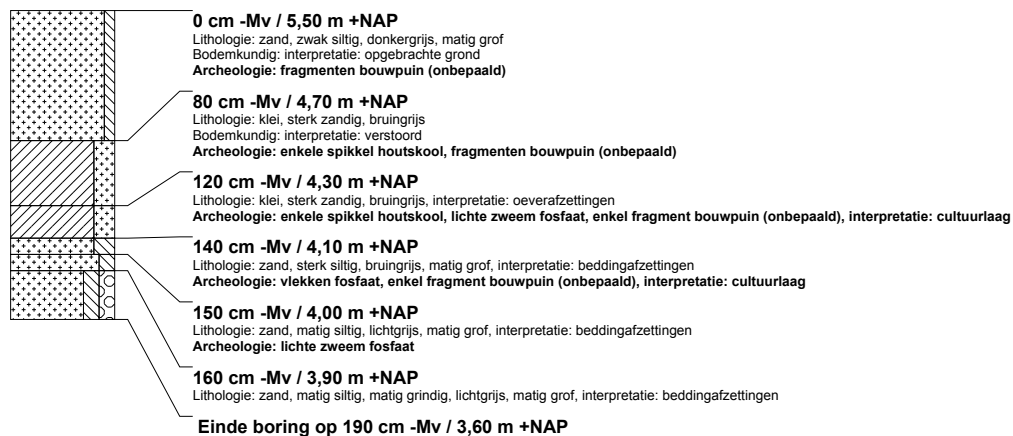 0 cm -Mv / 5,50 m +NAP
Lithologie: zand, zwak siltig, donkergrijs, matig grof
Bodemkundig: interpretatie: opgebrachte grond
Archeologie: fragmenten bouwpuin (onbepaald)
80 cm -Mv / 4,70 m +NAP
Lithologie: klei, sterk zandig, bruingrijs
Bodemkundig: interpretatie: verstoord
Archeologie: enkele spikkel houtskool, fragmenten bouwpuin (onbepaald)
120 cm -Mv / 4,30 m +NAP
Lithologie: klei, sterk zandig, bruingrijs, interpretatie: oeverafzettingen
Archeologie: enkele spikkel houtskool, lichte zweem fosfaat, enkel fragment bouwpuin (onbepaald), interpretatie: cultuurlaag
140 cm -Mv / 4,10 m +NAP
Lithologie: zand, sterk siltig, bruingrijs, matig grof, interpretatie: beddingafzettingen
Archeologie: vlekken fosfaat, enkel fragment bouwpuin (onbepaald), interpretatie: cultuurlaag
150 cm -Mv / 4,00 m +NAP
Lithologie: zand, matig siltig, lichtgrijs, matig grof, interpretatie: beddingafzettingen
Archeologie: lichte zweem fosfaat
160 cm -Mv / 3,90 m +NAP
Lithologie: zand, matig siltig, matig grindig, lichtgrijs, matig grof, interpretatie: beddingafzettingen
Einde boring op 190 cm -Mv / 3,60 m +NAP